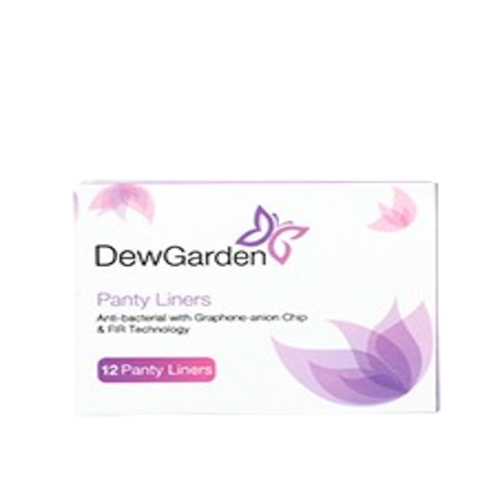 DewGarden
Panty Liners
Anti-bacterial with Graphene-anion Chip
& FIR Technology
12 Panty Liners